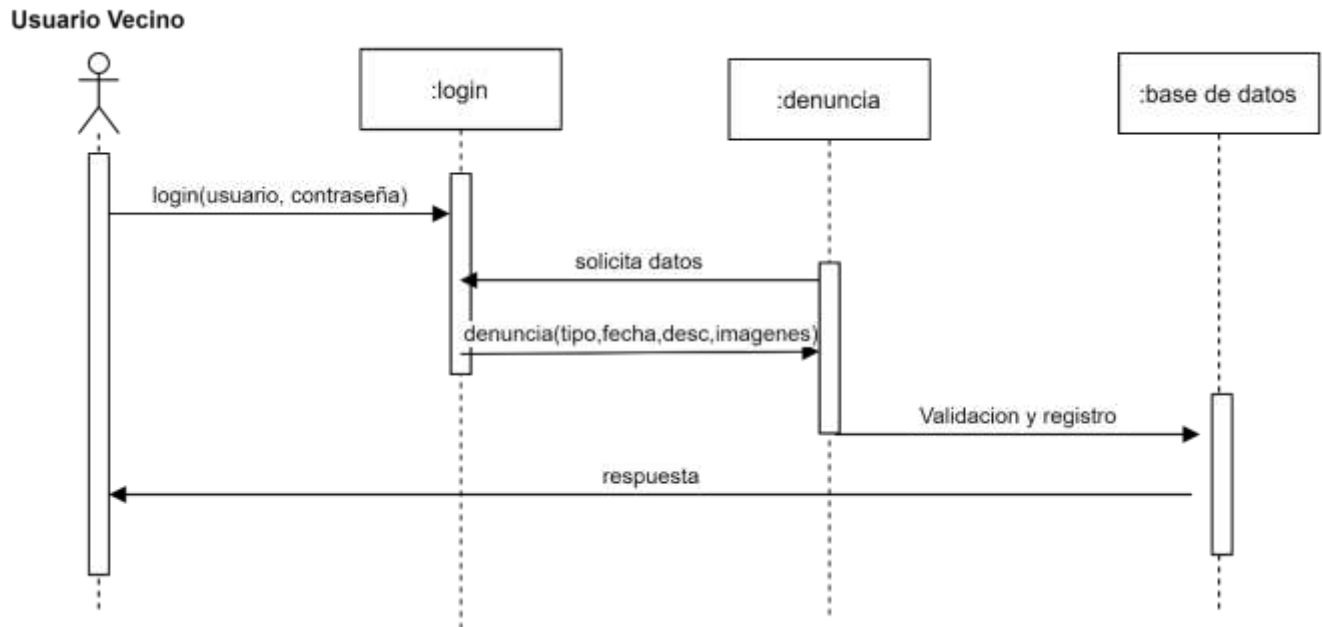 Usuario Vecino
:login
:denuncia
:base de datos
login(usuario, contraseña)
solicita datos
denuncia(tipo,fecha,desc,imagenes)
Validacion y registro
respuesta